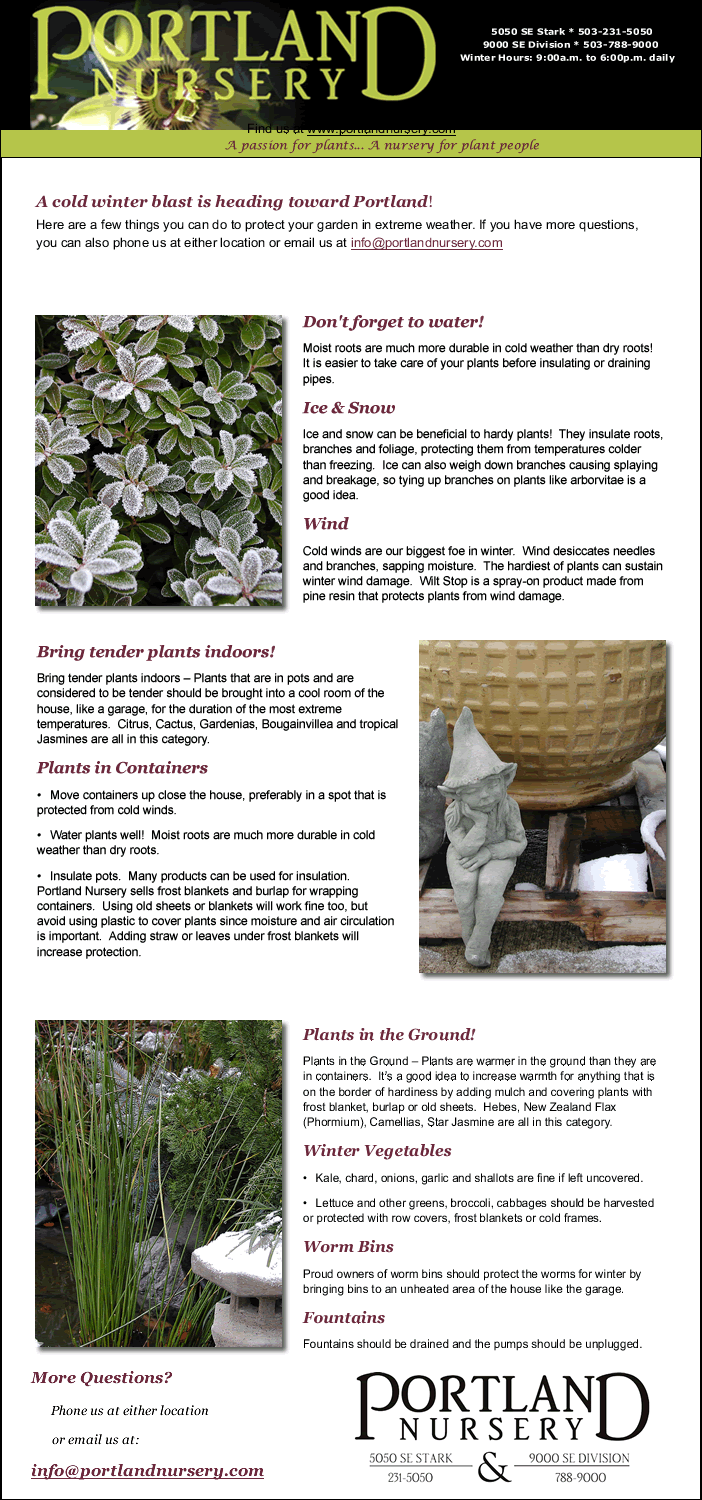 PORTLAND
NURSERY
5050 SE Stark * 503-231-5050
9000 SE Division * 503-788-9000
Winter Hours: 9:00a.m. to 6:00p.m. daily
Find us at www.portlandnursery.com
A passion for plants... A nursery for plant people
A cold winter blast is heading toward Portland!
Here are a few things you can do to protect your garden in extreme weather. If you have more questions,
you can also phone us at either location or email us at info@portlandnursery.com
Don't forget to water!
Moist roots are much more durable in cold weather than dry roots!
It is easier to take care of your plants before insulating or draining
pipes.
Ice & Snow
Ice and snow can be beneficial to hardy plants!  They insulate roots,
branches and foliage, protecting them from temperatures colder
than freezing.  Ice can also weigh down branches causing splaying
and breakage, so tying up branches on plants like arborvitae is a
good idea.
Wind
Cold winds are our biggest foe in winter.  Wind desiccates needles
and branches, sapping moisture.  The hardiest of plants can sustain
winter wind damage.  Wilt Stop is a spray-on product made from
pine resin that protects plants from wind damage.
Bring tender plants indoors!
Bring tender plants indoors – Plants that are in pots and are
considered to be tender should be brought into a cool room of the
house, like a garage, for the duration of the most extreme
temperatures.  Citrus, Cactus, Gardenias, Bougainvillea and tropical
Jasmines are all in this category.
Plants in Containers
• Move containers up close the house, preferably in a spot that is
protected from cold winds.
• Water plants well!  Moist roots are much more durable in cold
weather than dry roots.
• Insulate pots.  Many products can be used for insulation.
Portland Nursery sells frost blankets and burlap for wrapping
containers.  Using old sheets or blankets will work fine too, but
avoid using plastic to cover plants since moisture and air circulation
is important.  Adding straw or leaves under frost blankets will
increase protection.
Plants in the Ground!
Plants in the Ground – Plants are warmer in the ground than they are
in containers.  It's a good idea to increase warmth for anything that is
on the border of hardiness by adding mulch and covering plants with
frost blanket, burlap or old sheets.  Hebes, New Zealand Flax
(Phormium), Camellias, Star Jasmine are all in this category.
Winter Vegetables
• Kale, chard, onions, garlic and shallots are fine if left uncovered.
• Lettuce and other greens, broccoli, cabbages should be harvested
or protected with row covers, frost blankets or cold frames.
Worm Bins
Proud owners of worm bins should protect the worms for winter by
bringing bins to an unheated area of the house like the garage.
Fountains
Fountains should be drained and the pumps should be unplugged.
More Questions?
Phone us at either location
or email us at:
info@portlandnursery.com
PORTLAND
NURSERY
5050 SE STARK & 9000 SE DIVISION
231-5050 788-9000